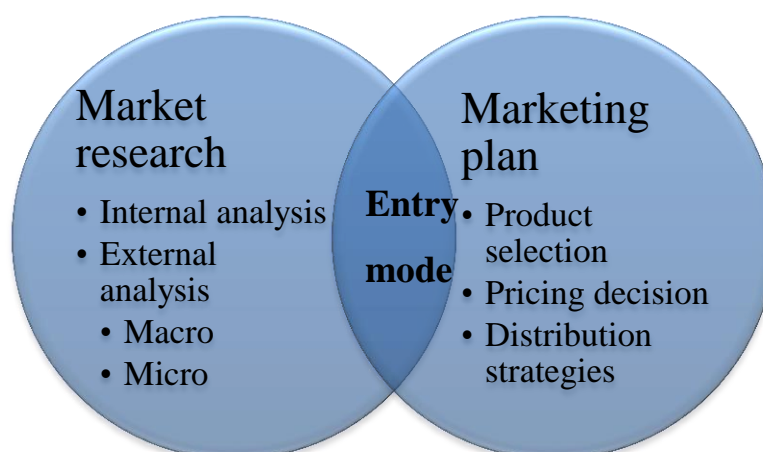 Market
research
• Internal analysis
• External
analysis
• Macro
• Micro
Entry
mode
Marketing
plan
• Product
selection
• Pricing decision
• Distribution
strategies